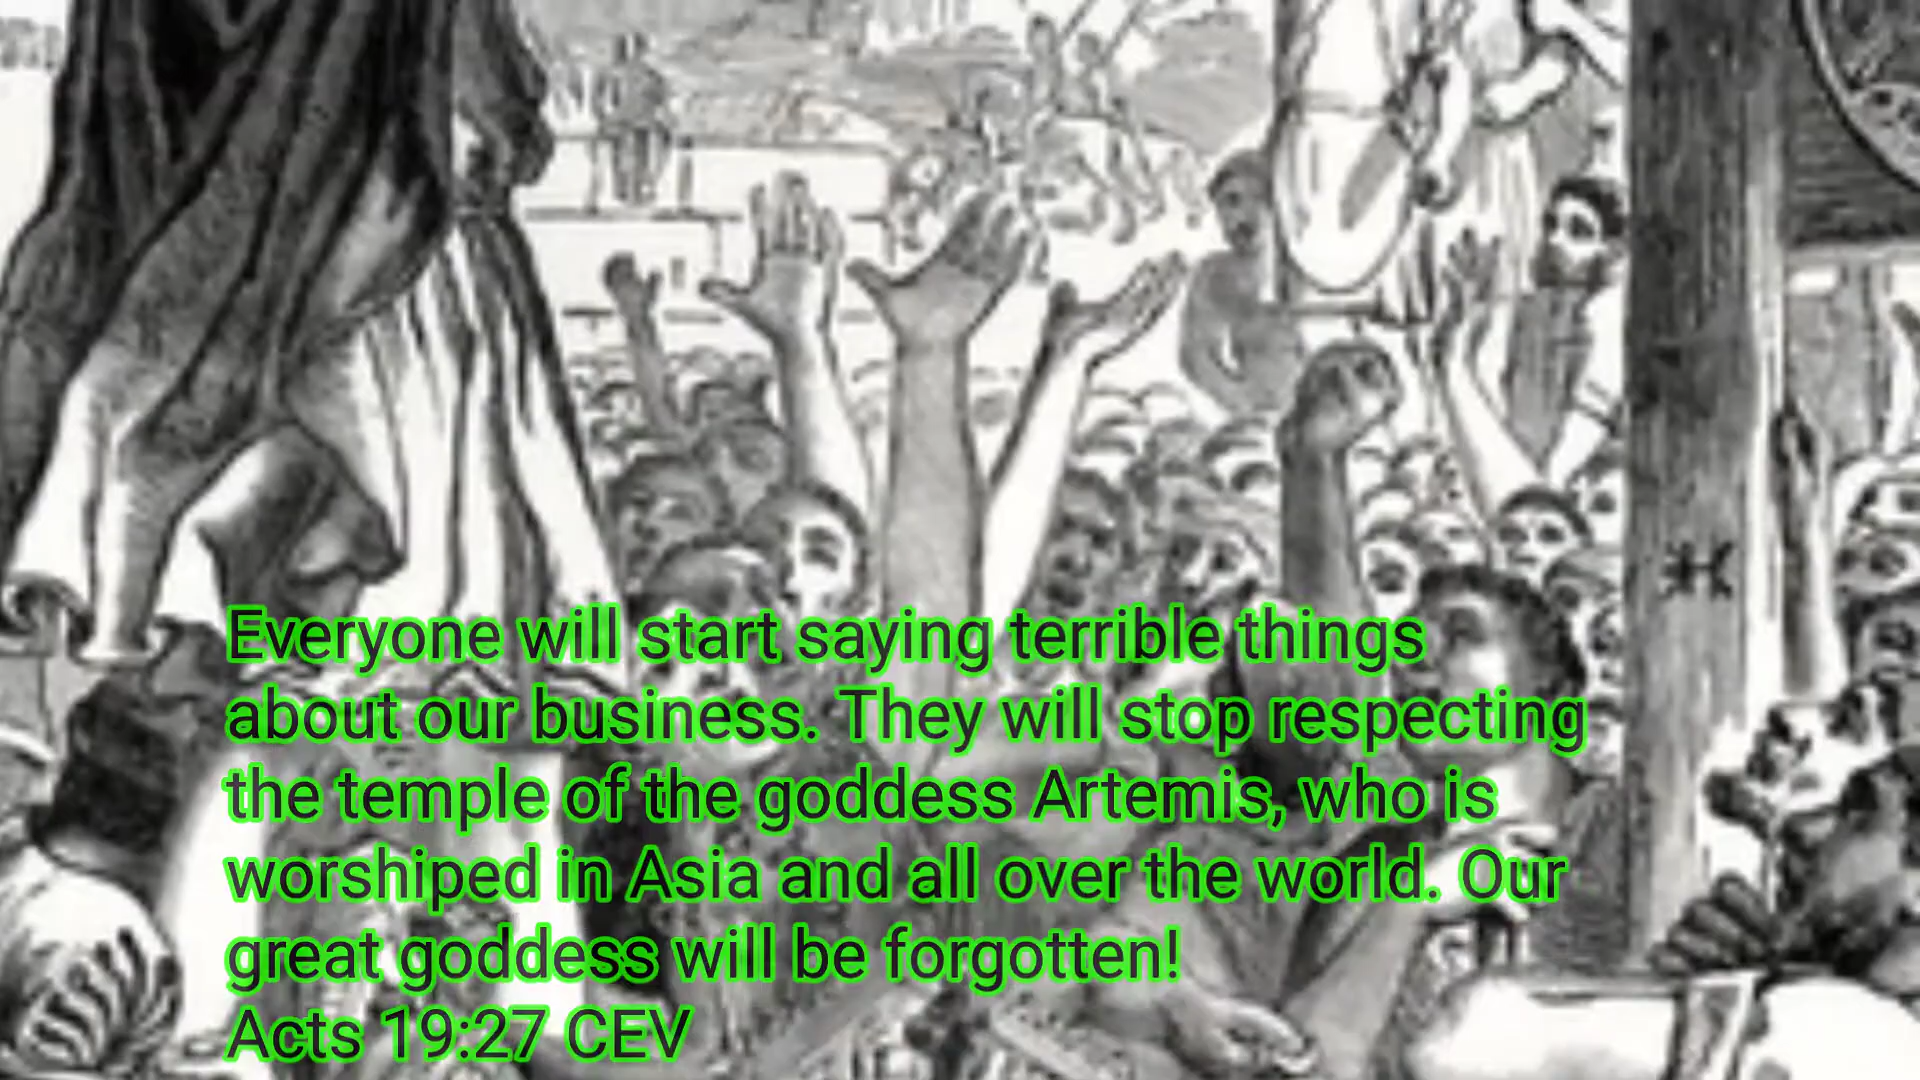 Everyone will start saying terrible things
about our business. They will stop respecting
the temple of the goddess Artemis, who is
worshiped in Asia and all over the world. Our
great goddess will be forgotten!
Acts 19:27 CEV